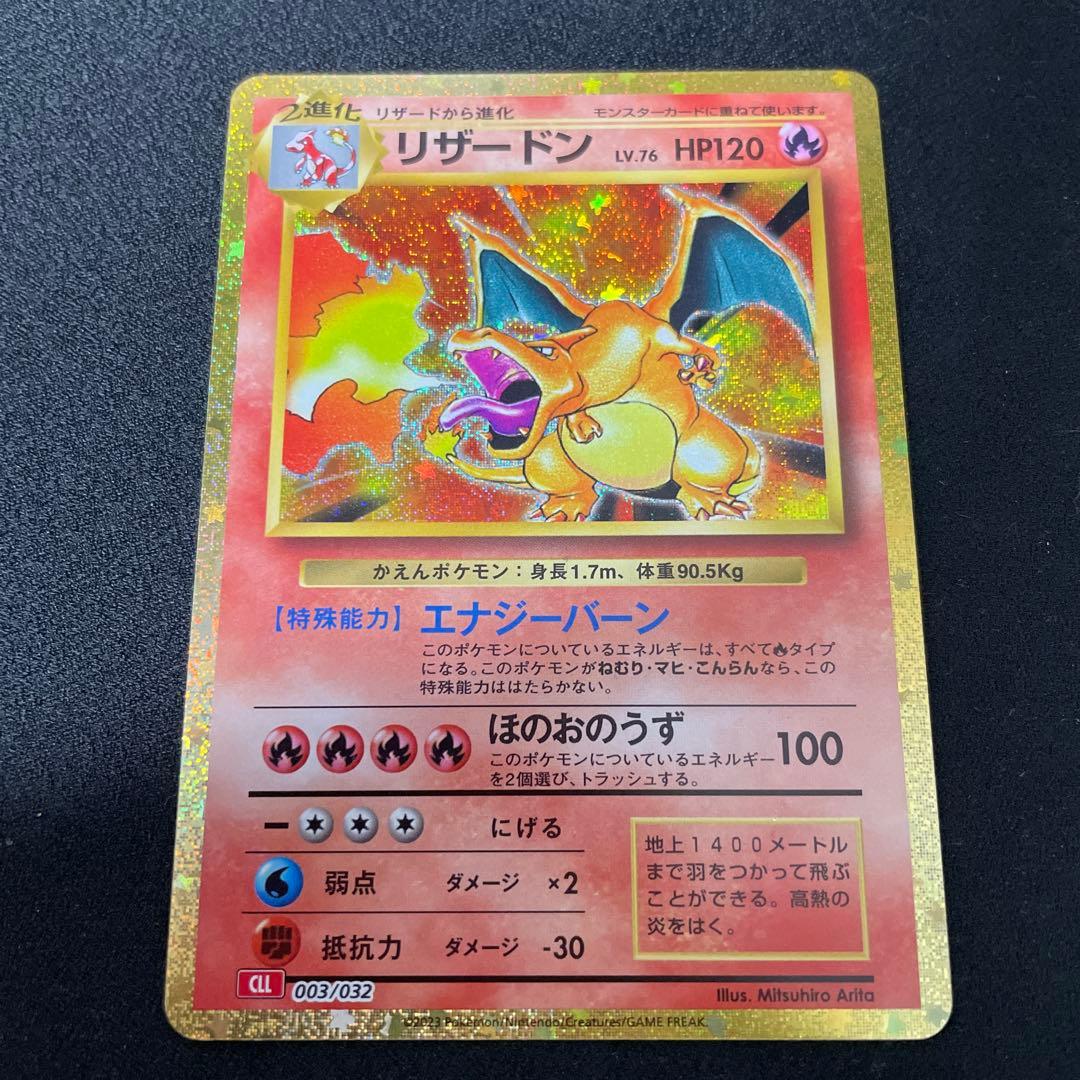 2進化 リザードから進化 モンスターカードに重ねて使います。
リザードン LV.76 HP120
かえんポケモン：身長1.7m、体重90.5Kg
【特殊能力】エナジーバーン
このポケモンについているエネルギーは、すべて🔥タイプ
になる。このポケモンがねむり・マヒ・こんらんなら、この
特殊能力ははたらかない。
ほのおのうず 100
このポケモンについているエネルギー
を2個選び、トラッシュする。
にげる
弱点 ダメージ ×2
抵抗力 ダメージ -30
地上1400メートル
まで羽をつかって飛ぶ
ことができる。高熱の
炎をはく。
CLL 003/032
Illus. Mitsuhiro Arita
©2023 Pokémon/Nintendo/Creatures/GAME FREAK.